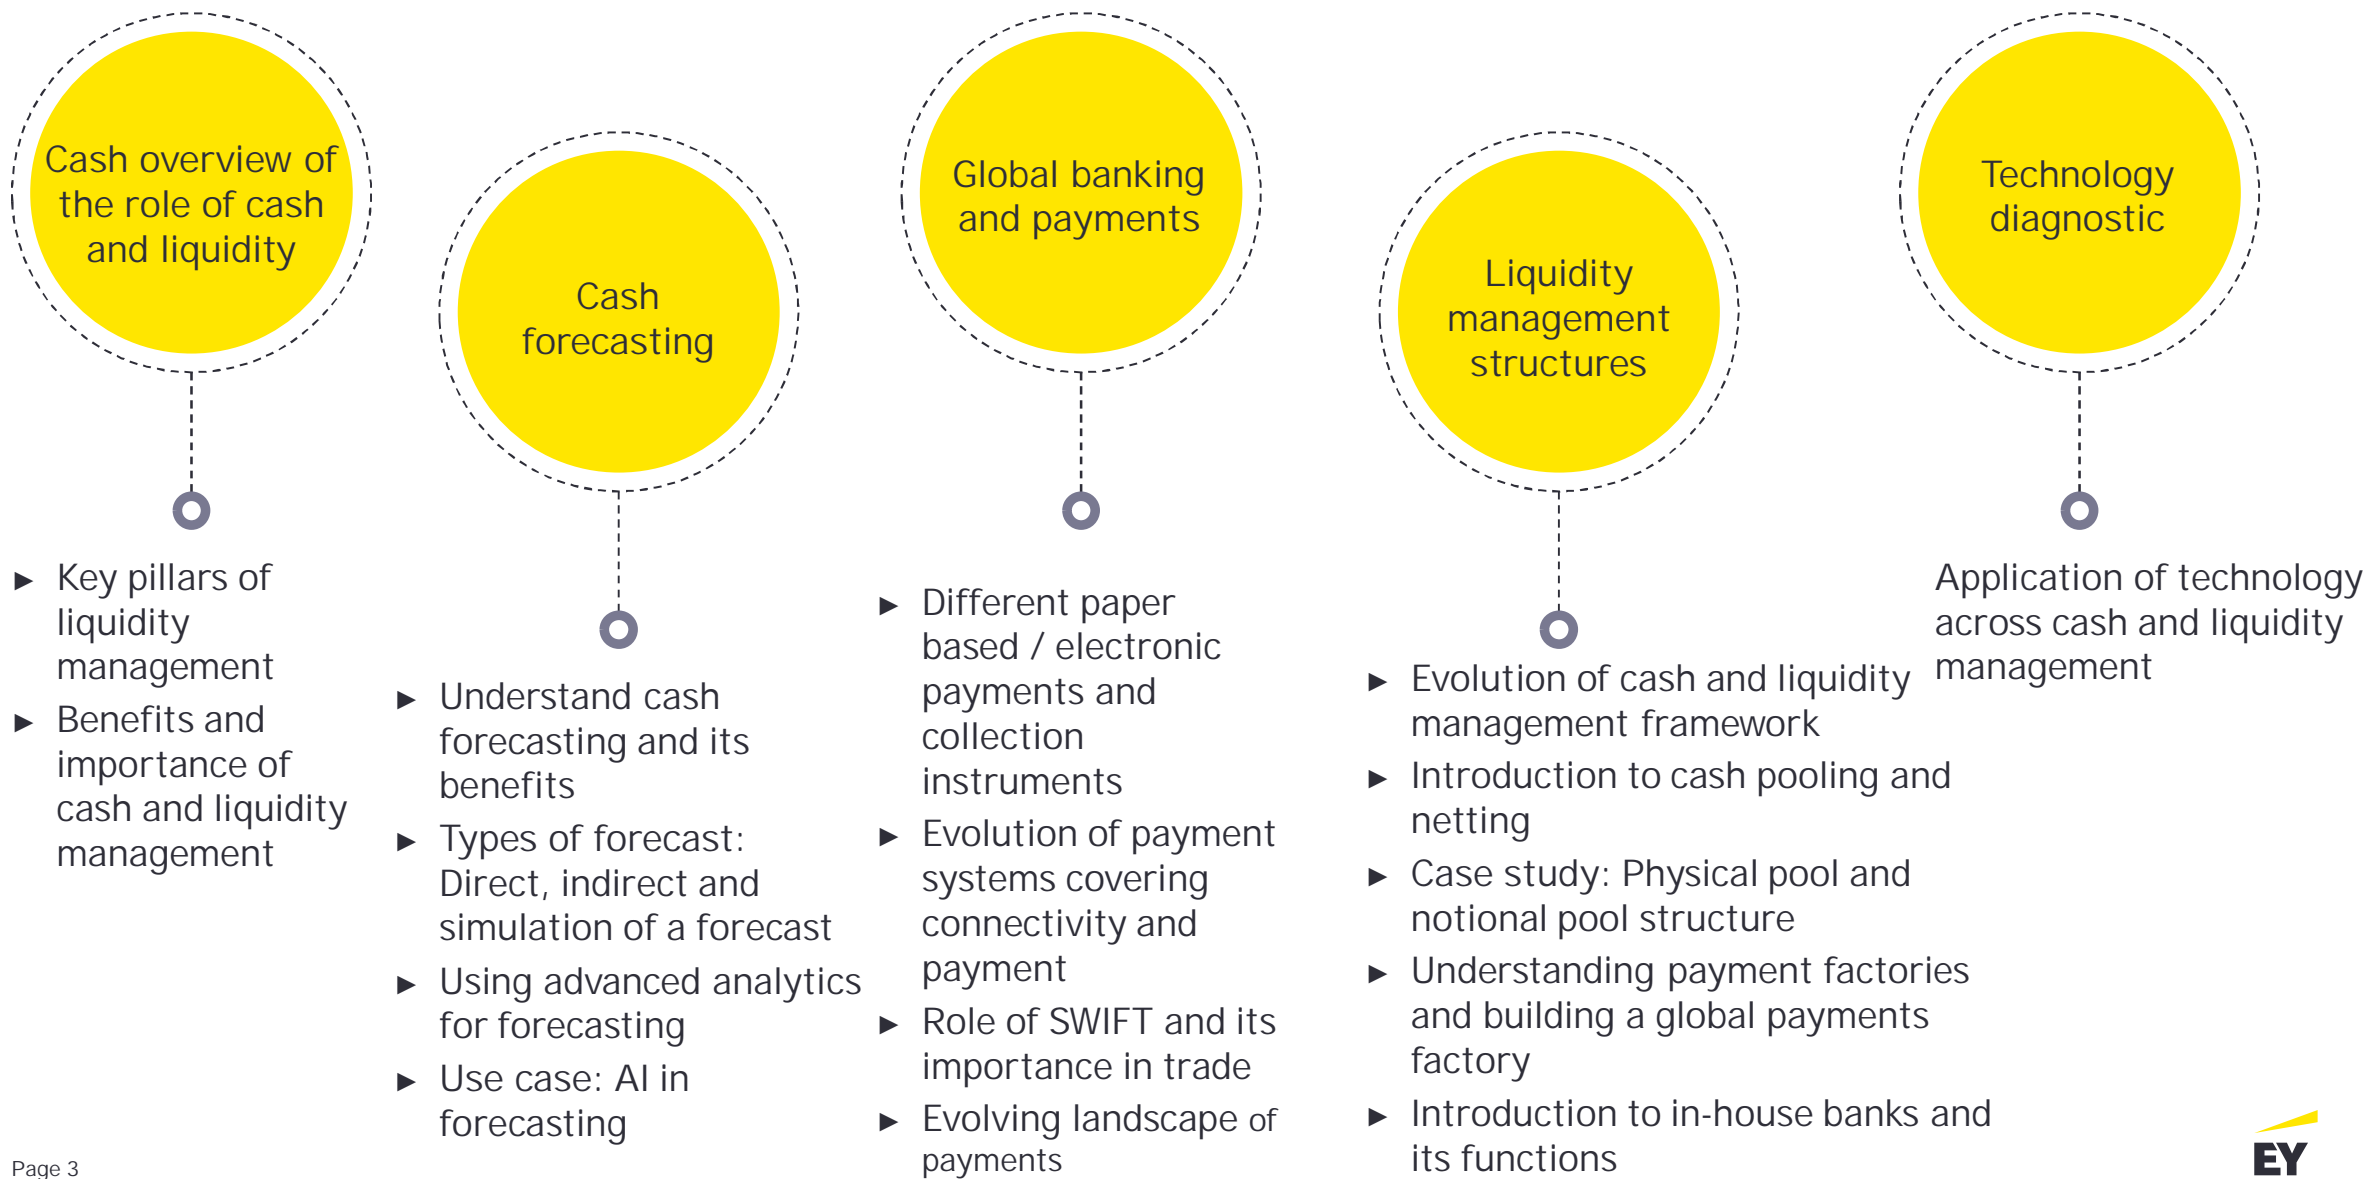 Cash overview of
the role of cash
and liquidity
► Key pillars of
liquidity
management
► Benefits and
importance of
cash and liquidity
management
Cash
forecasting
► Understand cash
forecasting and its
benefits
► Types of forecast:
Direct, indirect and
simulation of a forecast
► Using advanced analytics
for forecasting
► Use case: AI in
forecasting
Global banking
and payments
► Different paper
based / electronic
payments and
collection
instruments
► Evolution of payment
systems covering
connectivity and
payment
► Role of SWIFT and its
importance in trade
► Evolving landscape of
payments
Liquidity
management
structures
► Evolution of cash and liquidity
management framework
► Introduction to cash pooling and
netting
► Case study: Physical pool and
notional pool structure
► Understanding payment factories
and building a global payments
factory
► Introduction to in-house banks and
its functions
Technology
diagnostic
Application of technology
across cash and liquidity
management
Page 3
EY